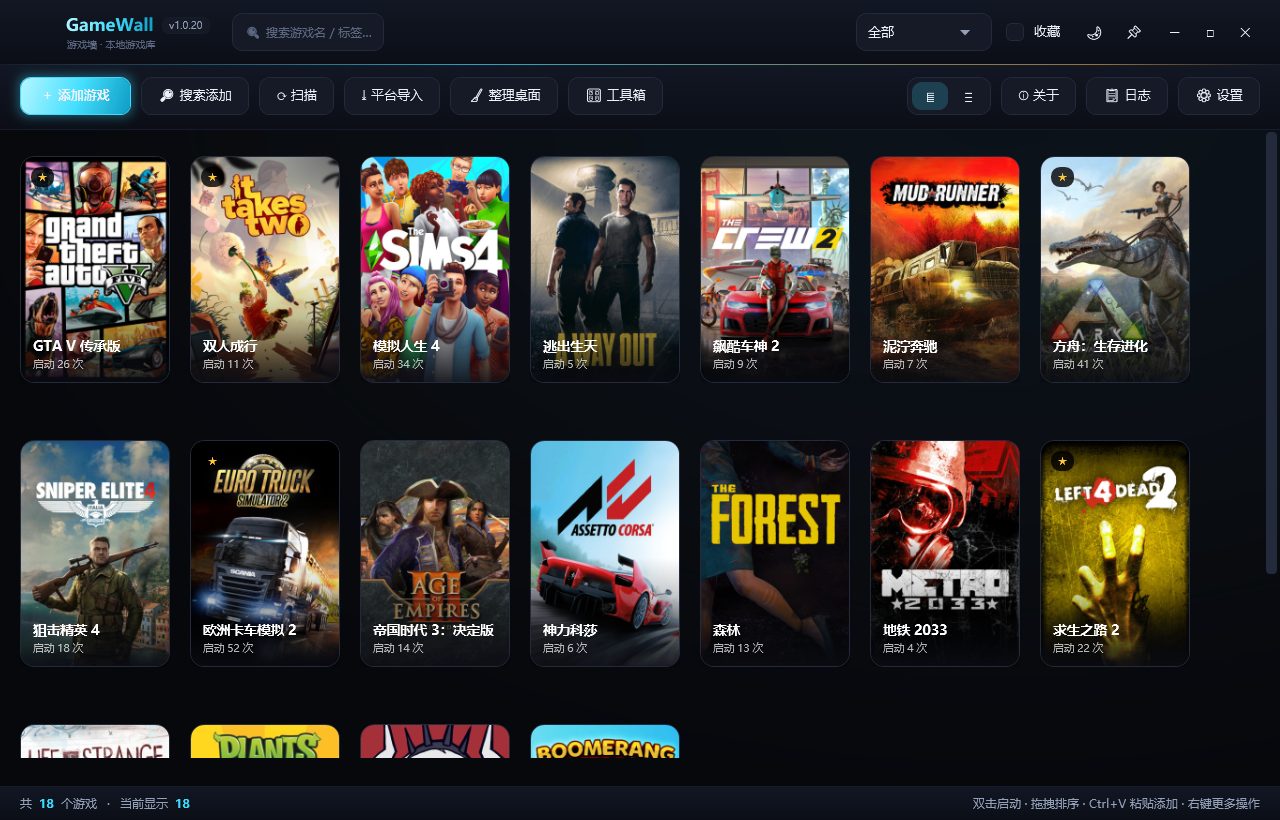 GameWall
v1.0.20
游戏墙 · 本地游戏库
搜索游戏名 / 标签...
全部
收藏
+ 添加游戏
搜索添加
扫描
平台导入
整理桌面
工具箱
关于
日志
设置
grand theft auto V
FIVE
GTA V 传承版
启动 26 次
it takes two
双人成行
启动 11 次
The SIMS 4
模拟人生 4
启动 34 次
A WAY OUT
逃出生天
启动 5 次
THE CREW 2
飙酷车神 2
启动 9 次
MUDRUNNER
泥泞奔驰
启动 7 次
ARK
方舟：生存进化
启动 41 次
SNIPER ELITE 4
ITALIA
狙击精英 4
启动 18 次
EURO TRUCK
SIMULATOR 2
SCANIA
欧洲卡车模拟 2
启动 52 次
AGE OF EMPIRES
帝国时代 3：决定版
启动 14 次
ASSETTO CORSA
神力科莎
启动 6 次
THE FOREST
森林
启动 13 次
METRO
2033
地铁 2033
启动 4 次
LEFT 4 DEAD 2
求生之路 2
启动 22 次
LIFE IS STRANGE
PLANTS
BOOMERANG
共 18 个游戏 · 当前显示 18
双击启动 · 拖拽排序 · Ctrl+V 粘贴添加 · 右键更多操作